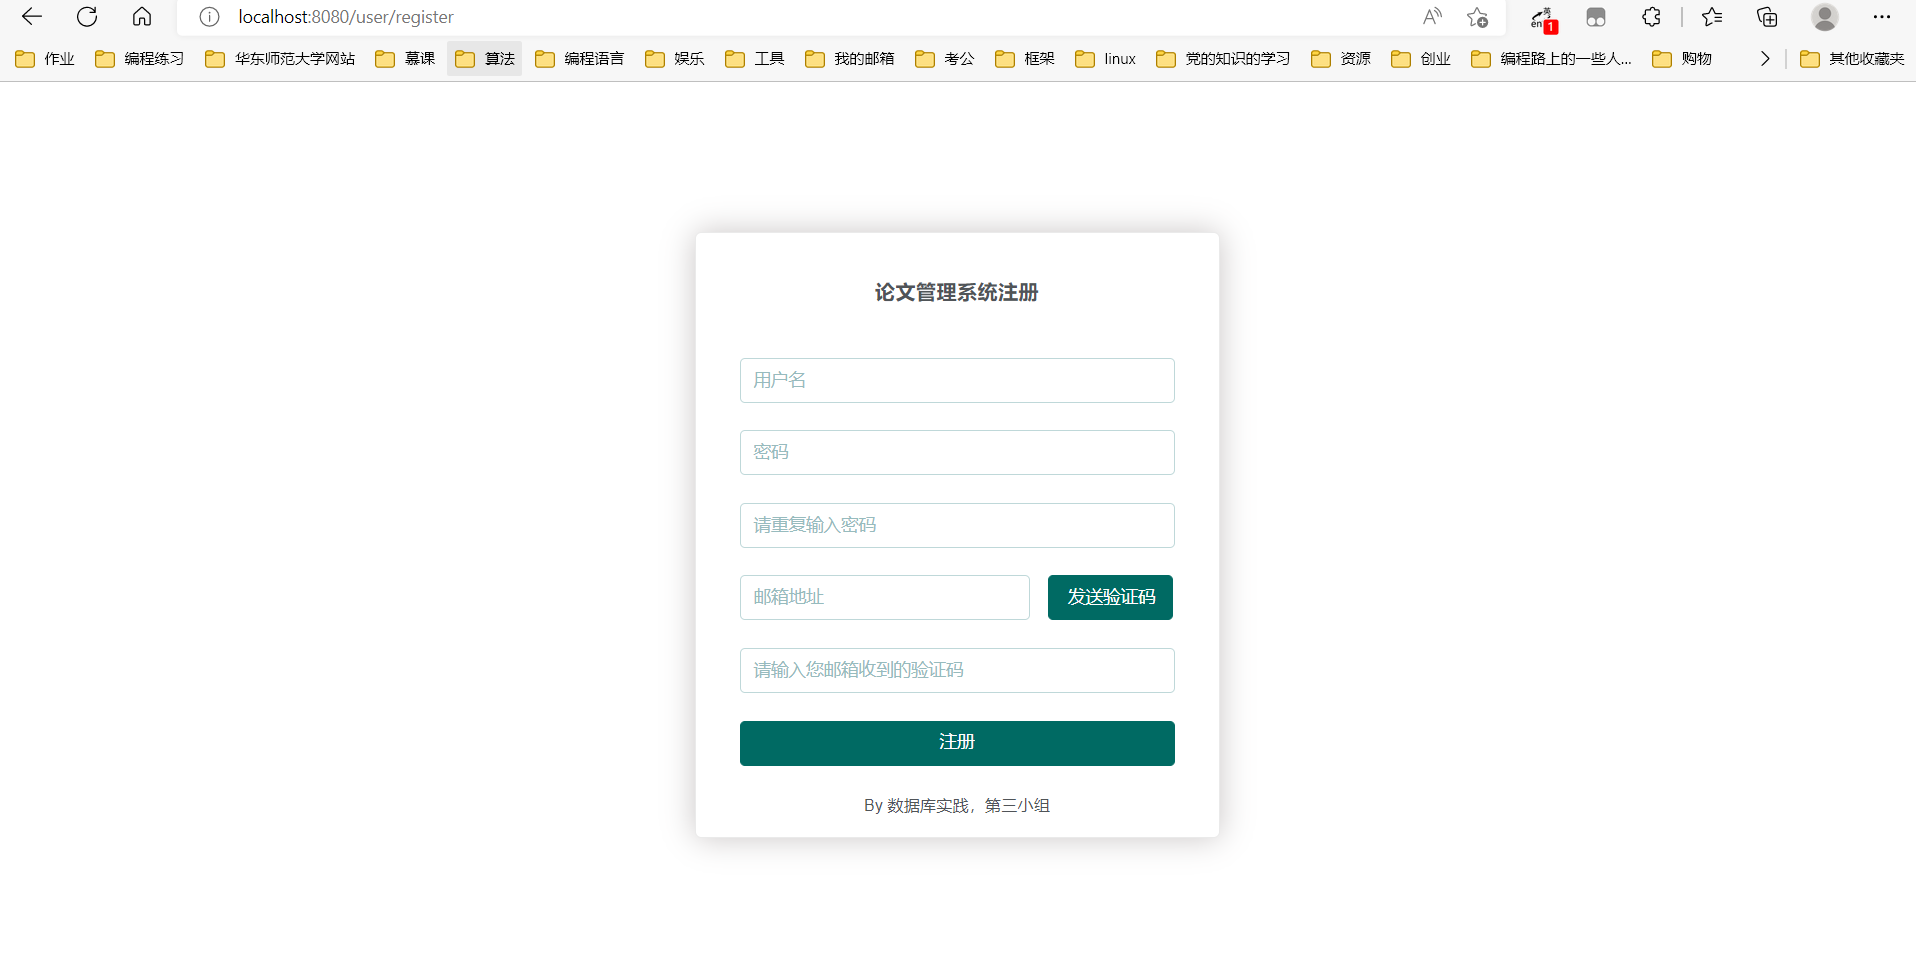 localhost:8080/user/register
英
en
1
作业 编程练习 华东师范大学网站 慕课 算法 编程语言 娱乐 工具 我的邮箱 考公 框架 linux 党的知识的学习 资源 创业 编程路上的一些人... 购物 其他收藏夹
论文管理系统注册
用户名
密码
请重复输入密码
邮箱地址 发送验证码
请输入您邮箱收到的验证码
注册
By 数据库实践，第三小组